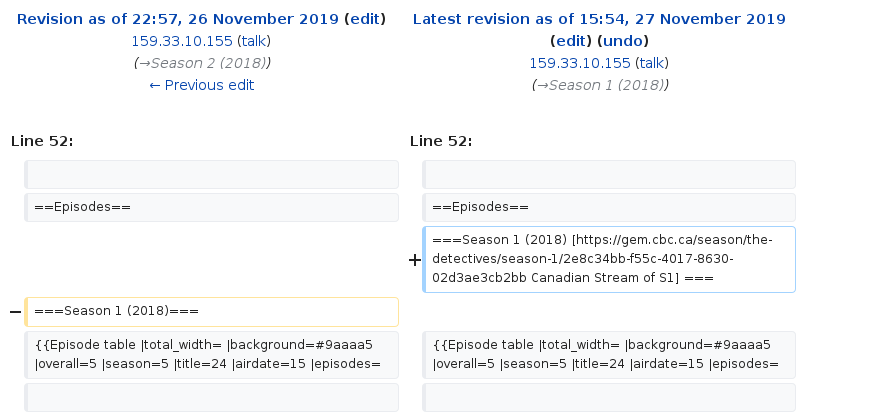 Revision as of 22:57, 26 November 2019 (edit)
159.33.10.155 (talk)
(→Season 2 (2018))
← Previous edit
Latest revision as of 15:54, 27 November 2019
(edit) (undo)
159.33.10.155 (talk)
(→Season 1 (2018))
Line 52:
Line 52:
==Episodes==
==Episodes==
+
===Season 1 (2018) [https://gem.cbc.ca/season/the-
detectives/season-1/2e8c34bb-f55c-4017-8630-
02d3ae3cb2bb Canadian Stream of S1] ===
−
===Season 1 (2018)===
{{Episode table |total_width= |background=#9aaaa5
|overall=5 |season=5 |title=24 |airdate=15 |episodes=
{{Episode table |total_width= |background=#9aaaa5
|overall=5 |season=5 |title=24 |airdate=15 |episodes=